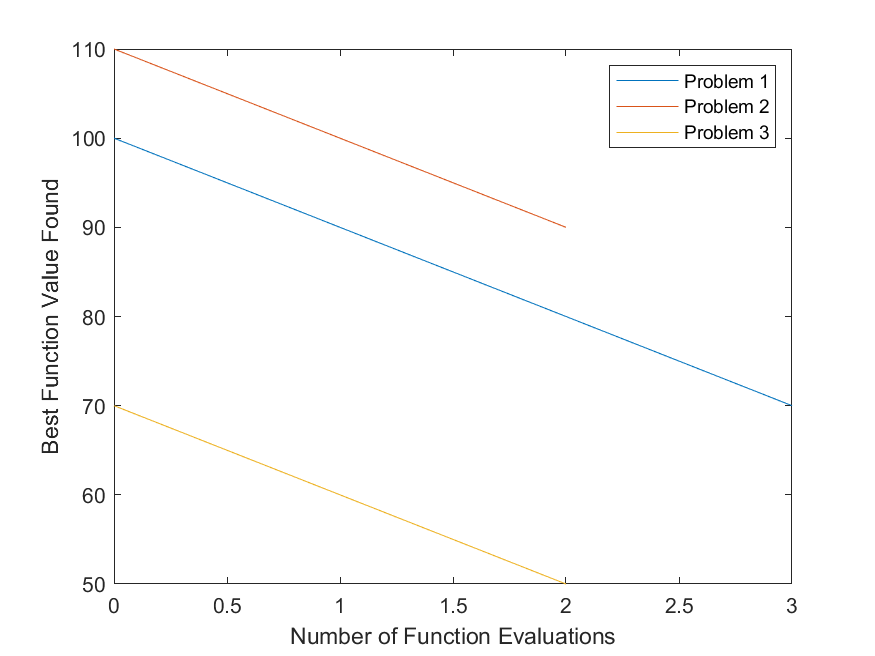 110
100
90
80
70
60
50
0 0.5 1 1.5 2 2.5 3
Number of Function Evaluations
Best Function Value Found
Problem 1
Problem 2
Problem 3